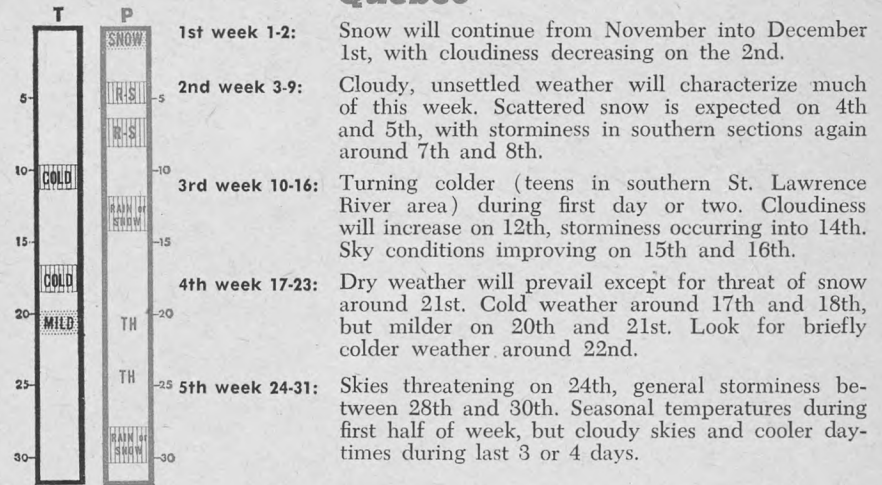 Quebec
T
P
SNOW
5
R-S
5
R-S
10
COLD
10
RAIN or
SNOW
15
15
COLD
20
MILD
TH
20
TH
25
25
RAIN or
SNOW
30
30
1st week 1-2:
Snow will continue from November into December
1st, with cloudiness decreasing on the 2nd.
2nd week 3-9:
Cloudy, unsettled weather will characterize much
of this week. Scattered snow is expected on 4th
and 5th, with storminess in southern sections again
around 7th and 8th.
3rd week 10-16:
Turning colder (teens in southern St. Lawrence
River area) during first day or two. Cloudiness
will increase on 12th, storminess occurring into 14th.
Sky conditions improving on 15th and 16th.
4th week 17-23:
Dry weather will prevail except for threat of snow
around 21st. Cold weather around 17th and 18th,
but milder on 20th and 21st. Look for briefly
colder weather around 22nd.
5th week 24-31:
Skies threatening on 24th, general storminess be-
tween 28th and 30th. Seasonal temperatures during
first half of week, but cloudy skies and cooler day-
times during last 3 or 4 days.